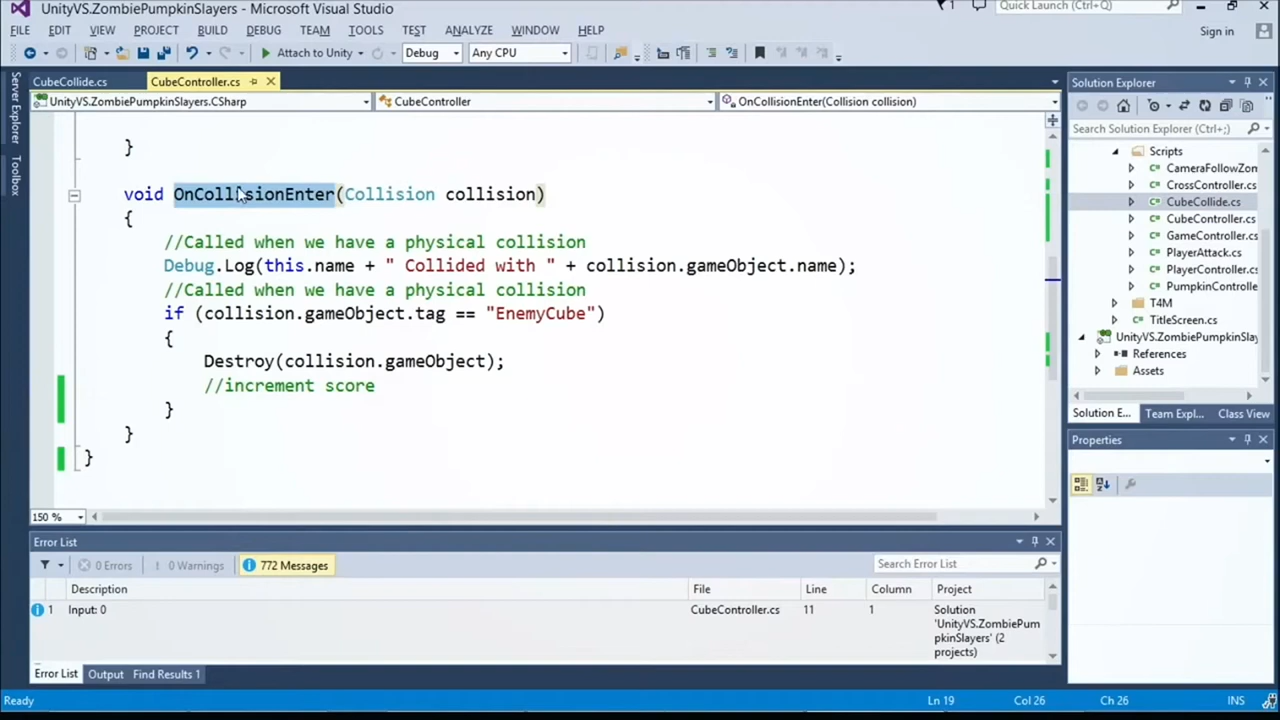 UnityVS.ZombiePumpkinSlayers - Microsoft Visual Studio
1
Quick Launch (Ctrl+;)
FILE EDIT VIEW PROJECT BUILD DEBUG TEAM TOOLS TEST ANALYZE WINDOW HELP
Sign in
Attach to Unity
Debug
Any CPU
Server Explorer
Toolbox
CubeCollide.cs
CubeController.cs
UnityVS.ZombiePumpkinSlayers.CSharp
CubeController
OnCollisionEnter(Collision collision)
}
void OnCollisionEnter(Collision collision)
{
//Called when we have a physical collision
Debug.Log(this.name + " Collided with " + collision.gameObject.name);
//Called when we have a physical collision
if (collision.gameObject.tag == "EnemyCube")
{
Destroy(collision.gameObject);
//increment score
}
}
}
150 %
Solution Explorer
Search Solution Explorer (Ctrl+;)
Scripts
CameraFollowZom
CrossController.cs
CubeCollide.cs
CubeController.cs
GameController.cs
PlayerAttack.cs
PlayerController.cs
PumpkinControlle
T4M
TitleScreen.cs
UnityVS.ZombiePumpkinSlay
References
Assets
Solution E...
Team Expl...
Class View
Properties
Error List
0 Errors
0 Warnings
772 Messages
Search Error List
Description
File
Line
Column
Project
1
Input: 0
CubeController.cs
11
1
Solution
'UnityVS.ZombiePum
pkinSlayers' (2
projects)
Error List
Output
Find Results 1
Ready
Ln 19
Col 26
Ch 26
INS